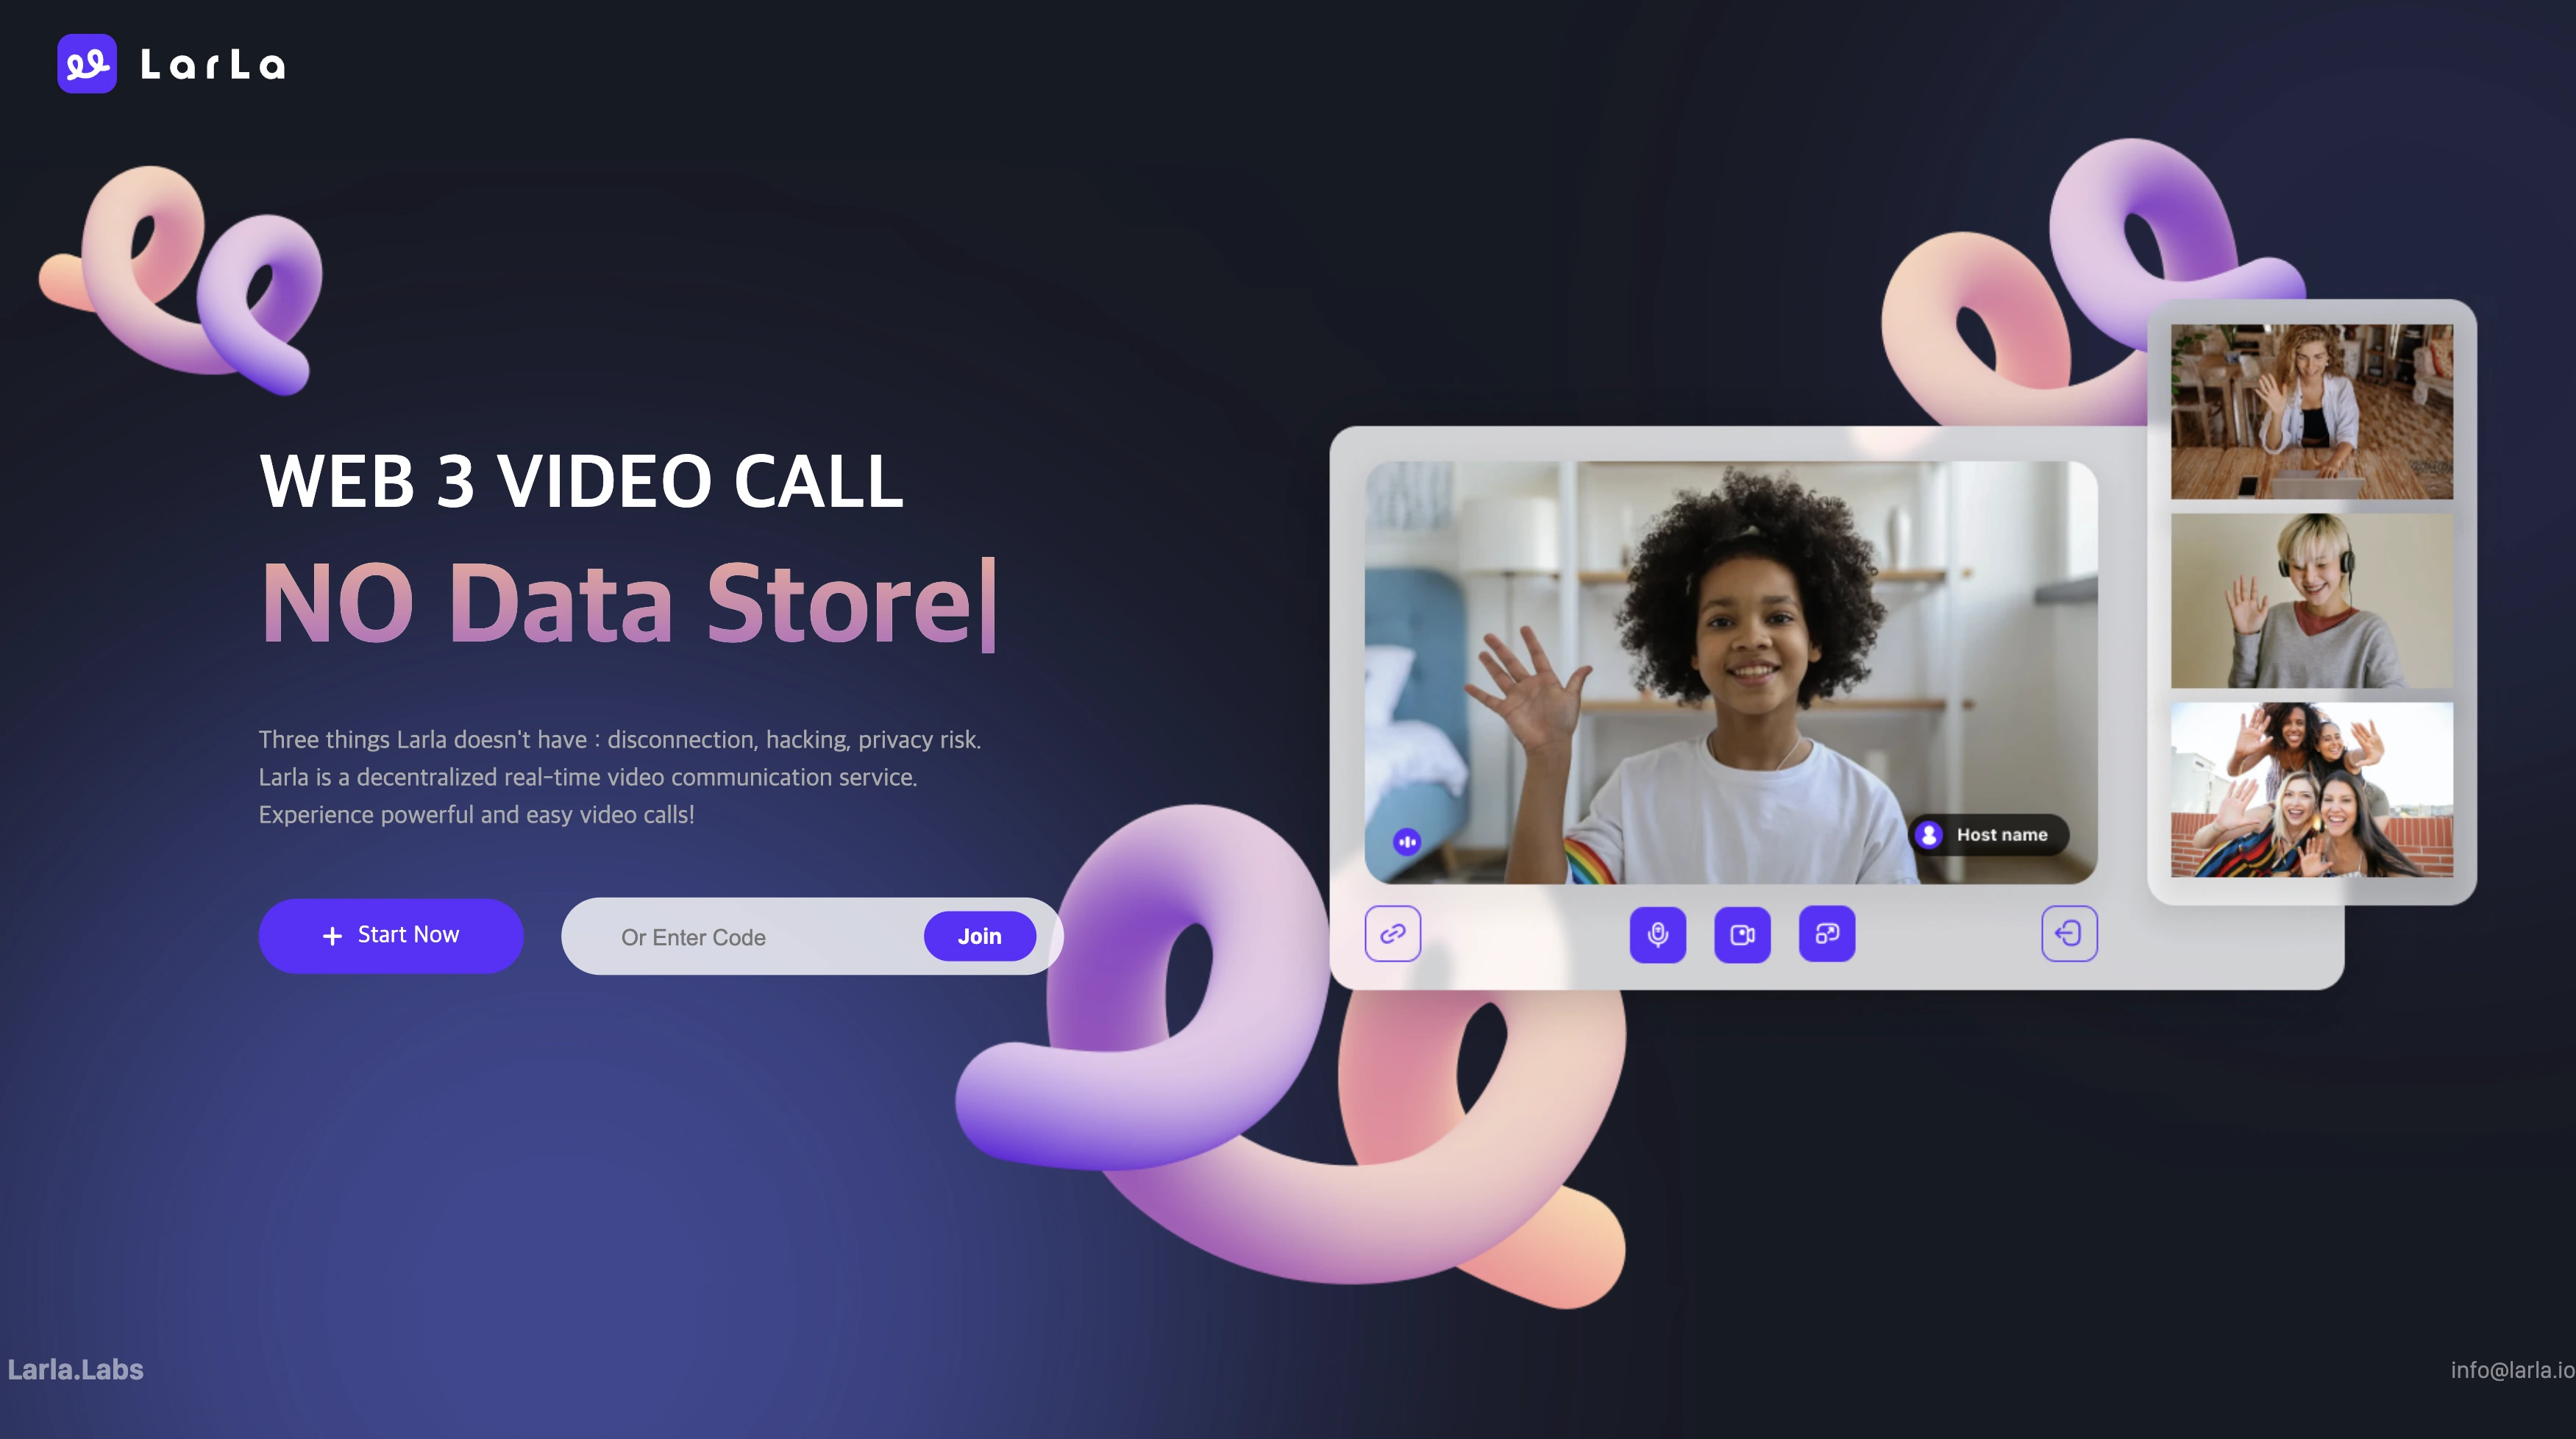 LarLa
WEB 3 VIDEO CALL
NO Data Store
Three things Larla doesn't have : disconnection, hacking, privacy risk.
Larla is a decentralized real-time video communication service.
Experience powerful and easy video calls!
+ Start Now
Or Enter Code
Join
Host name
Larla.Labs
info@larla.io